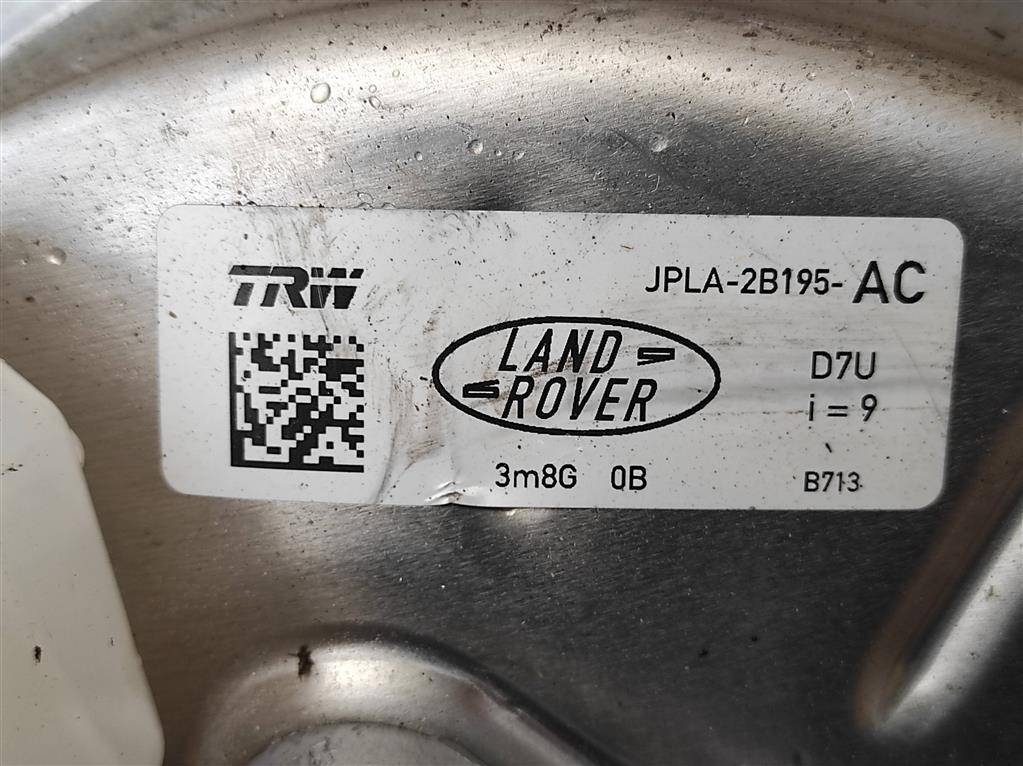 TRW
JPLA-2B195- AC
LAND
ROVER
D7U
i = 9
3m8G 0B
B713